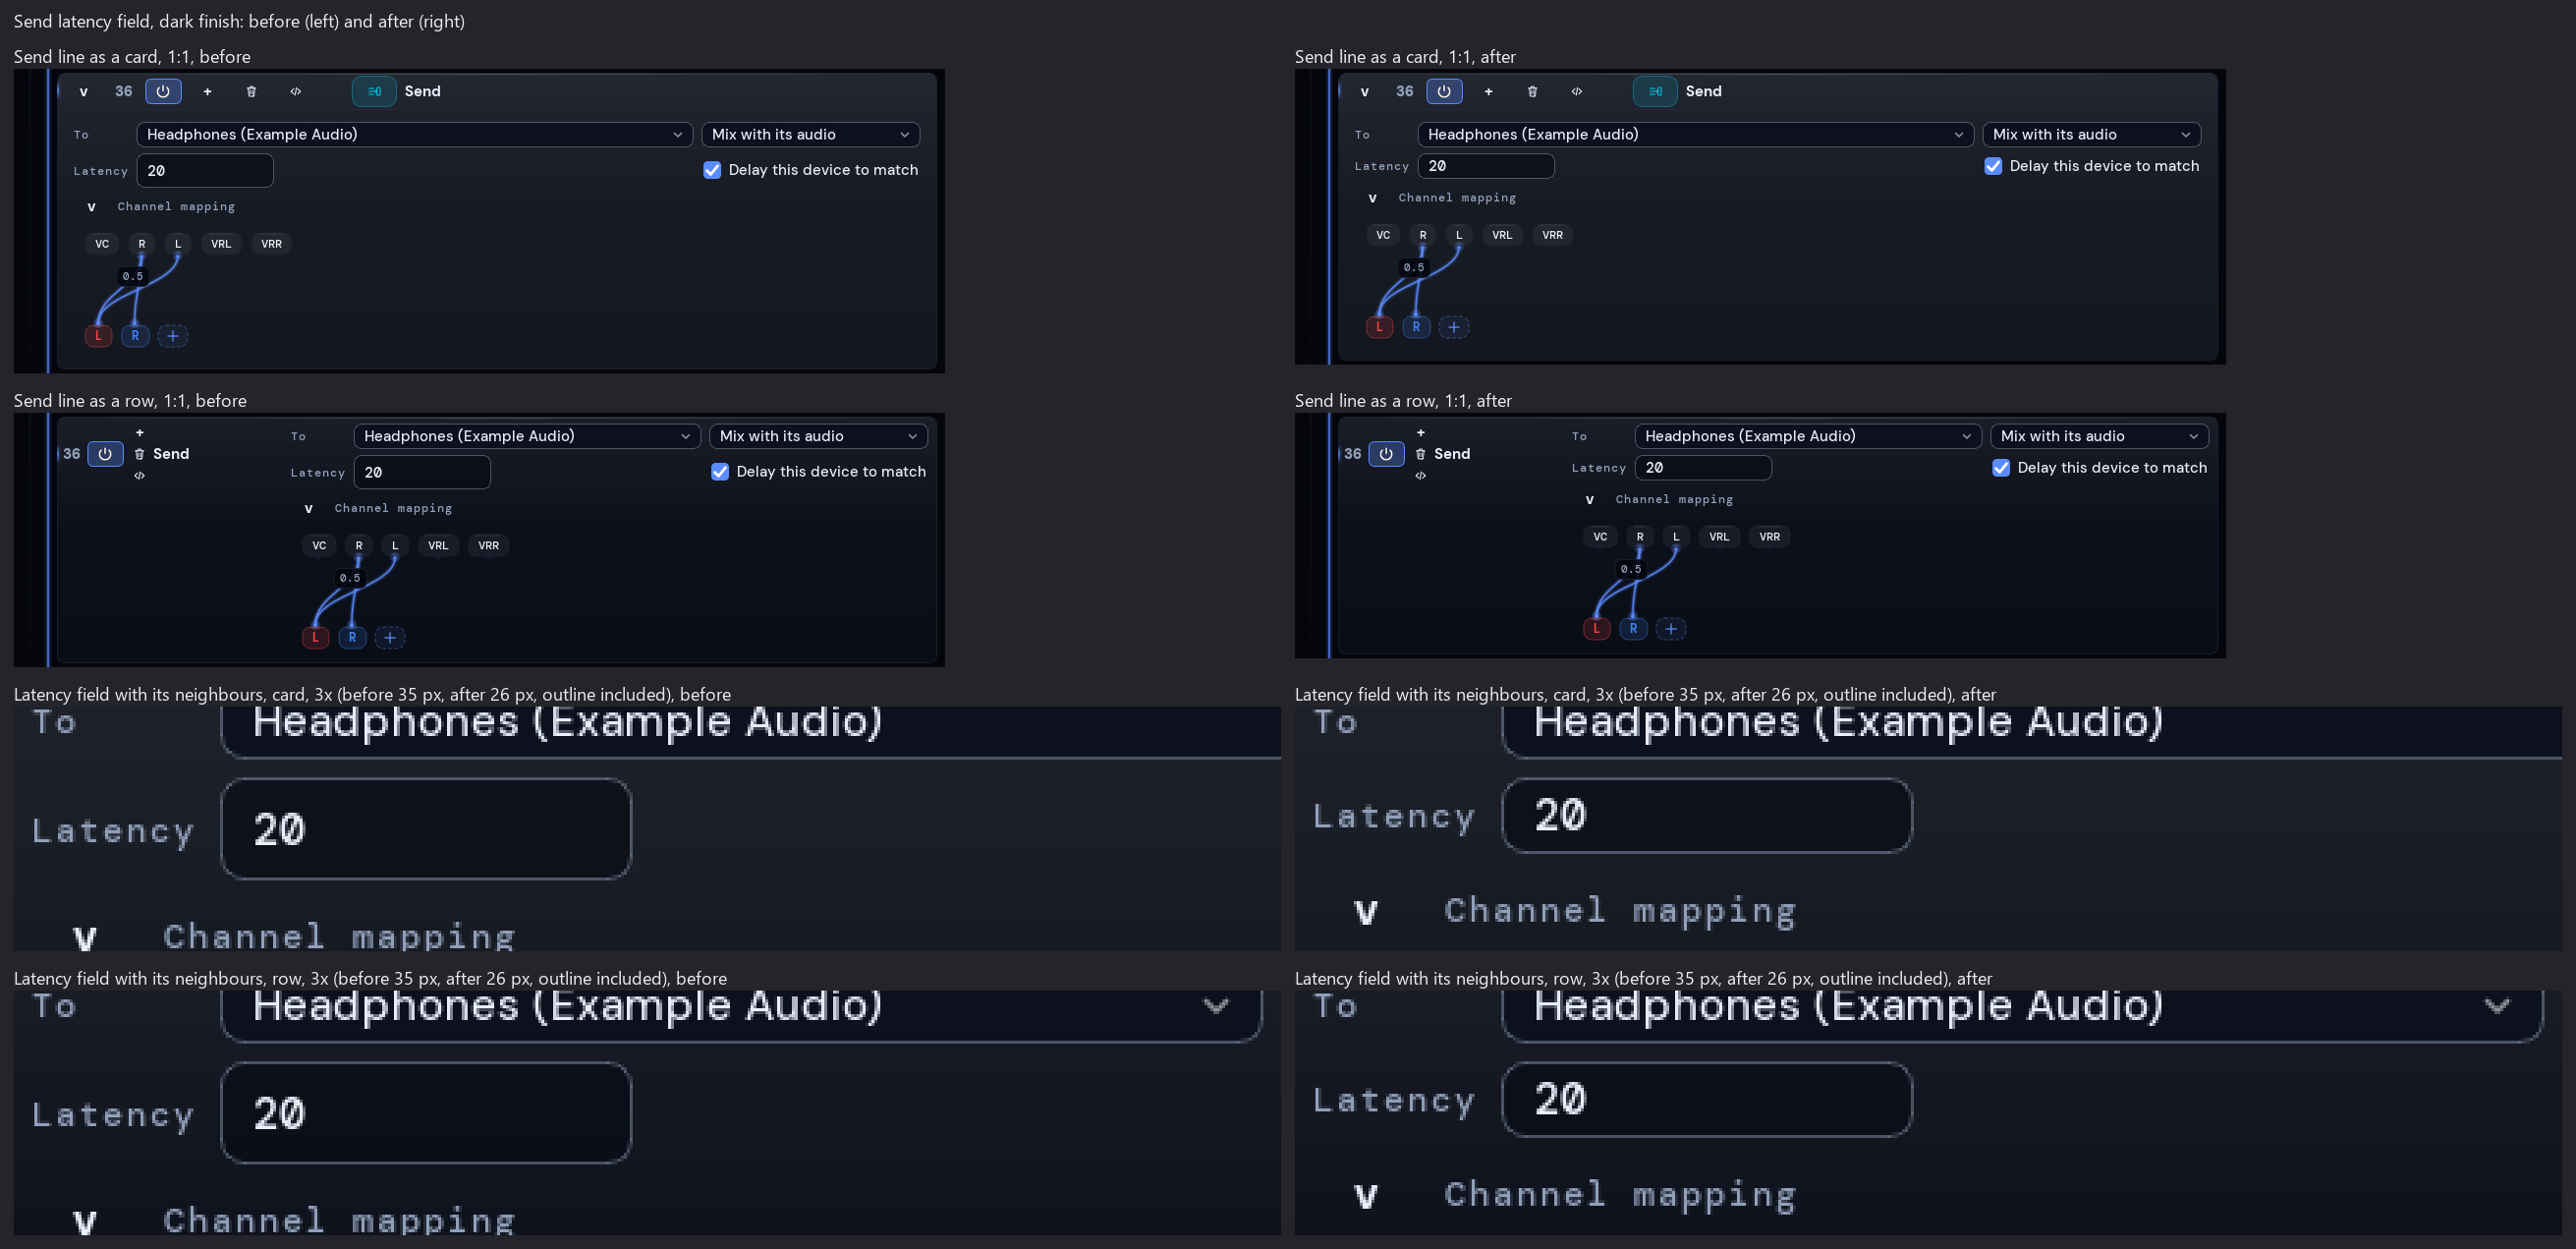 Send latency field, dark finish: before (left) and after (right)
Send line as a card, 1:1, before
v 36 + </> Send
To Headphones (Example Audio) Mix with its audio
Latency 20 Delay this device to match
v Channel mapping
VC R L VRL VRR
0.5
L R +
Send line as a card, 1:1, after
v 36 + </> Send
To Headphones (Example Audio) Mix with its audio
Latency 20 Delay this device to match
v Channel mapping
VC R L VRL VRR
0.5
L R +
Send line as a row, 1:1, before
+
36 Send
</>
To Headphones (Example Audio) Mix with its audio
Latency 20 Delay this device to match
v Channel mapping
VC R L VRL VRR
0.5
L R +
Send line as a row, 1:1, after
+
36 Send
</>
To Headphones (Example Audio) Mix with its audio
Latency 20 Delay this device to match
v Channel mapping
VC R L VRL VRR
0.5
L R +
Latency field with its neighbours, card, 3x (before 35 px, after 26 px, outline included), before
To Headphones (Example Audio)
Latency 20
v Channel mapping
Latency field with its neighbours, card, 3x (before 35 px, after 26 px, outline included), after
To Headphones (Example Audio)
Latency 20
v Channel mapping
Latency field with its neighbours, row, 3x (before 35 px, after 26 px, outline included), before
To Headphones (Example Audio)
Latency 20
v Channel mapping
Latency field with its neighbours, row, 3x (before 35 px, after 26 px, outline included), after
To Headphones (Example Audio)
Latency 20
v Channel mapping